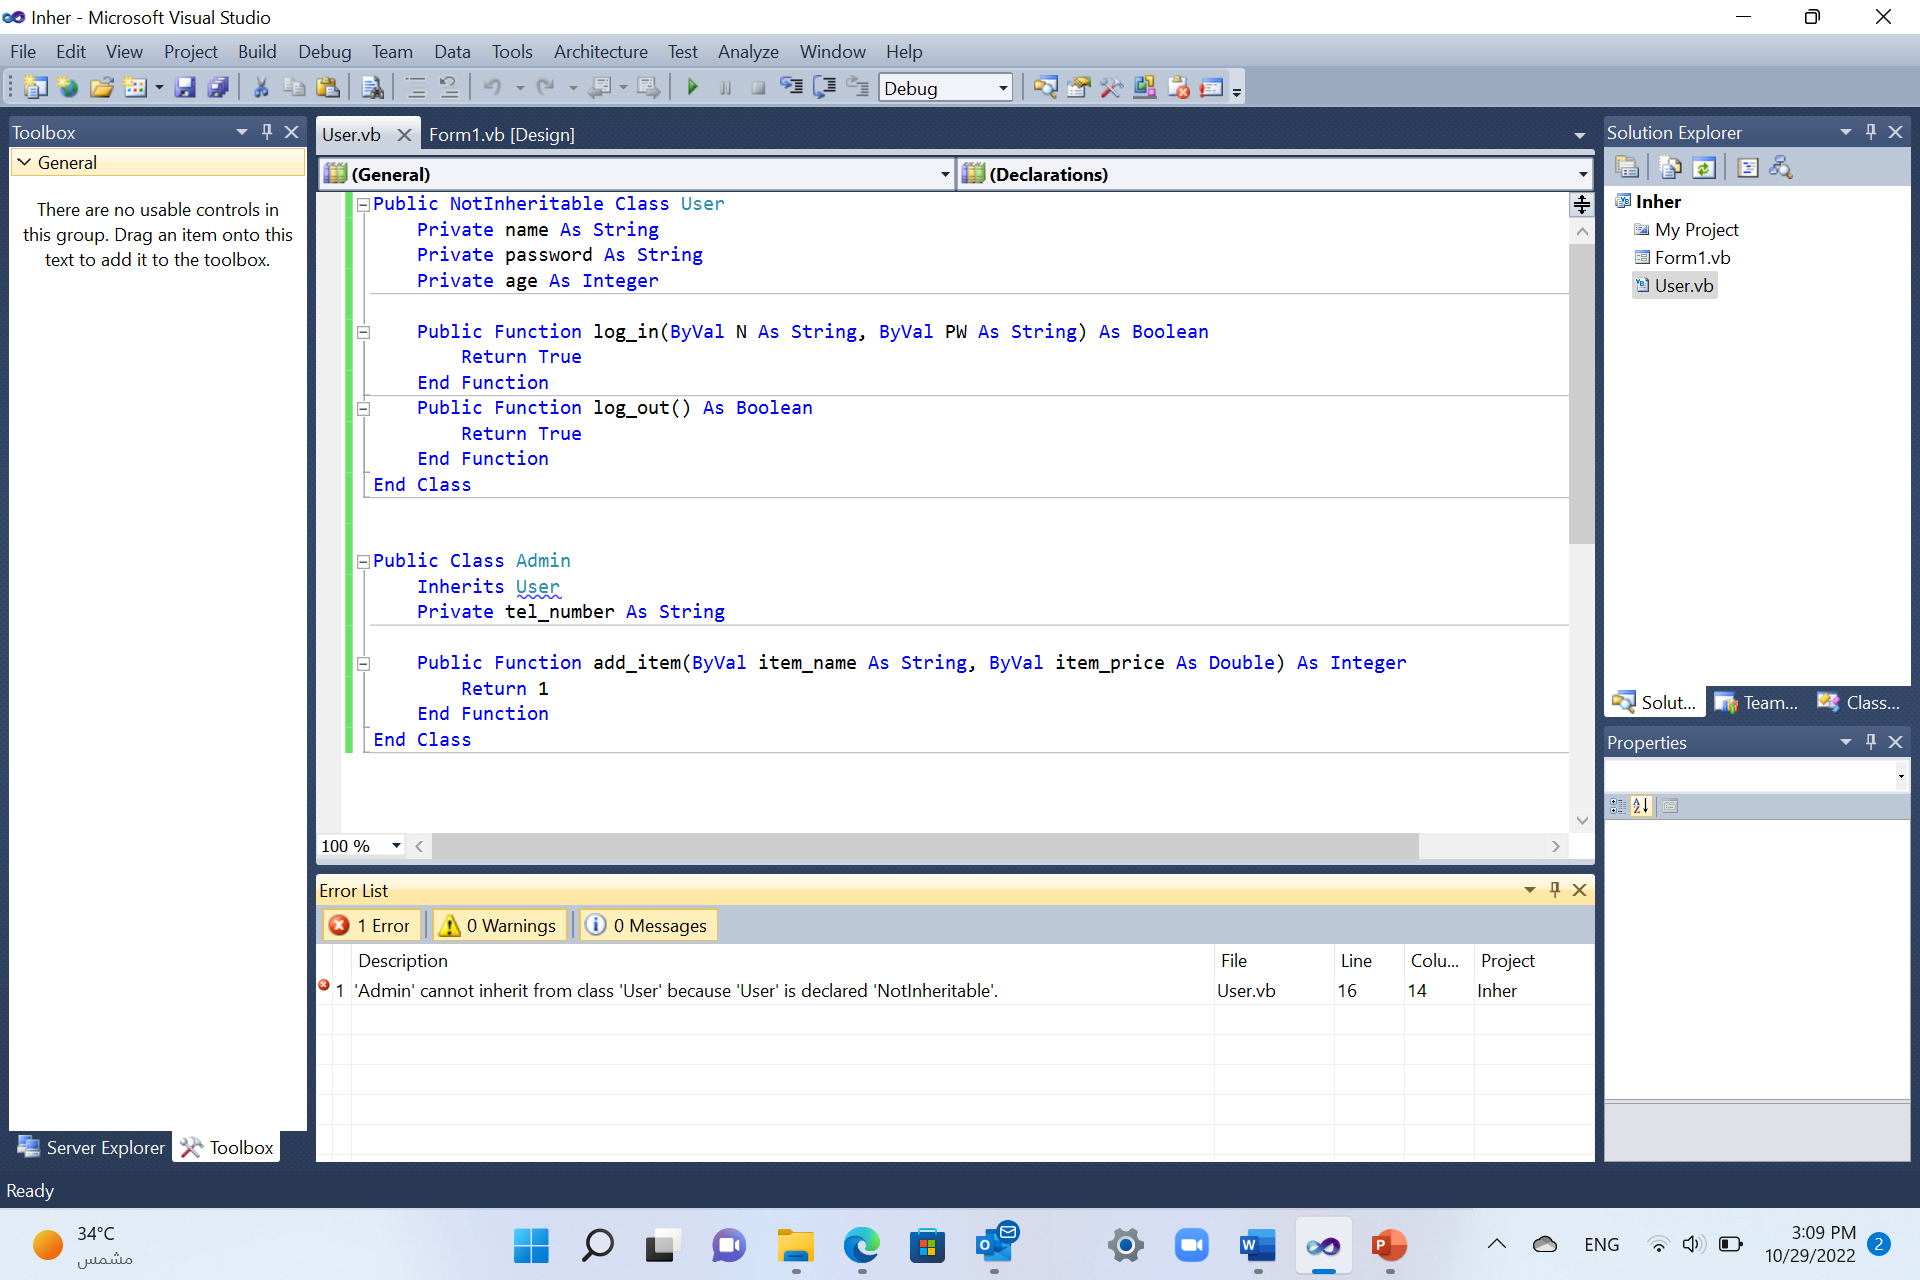 Inher - Microsoft Visual Studio
File Edit View Project Build Debug Team Data Tools Architecture Test Analyze Window Help
Debug
Toolbox
General
There are no usable controls in
this group. Drag an item onto this
text to add it to the toolbox.
Server Explorer Toolbox
User.vb Form1.vb [Design]
(General) (Declarations)
Public NotInheritable Class User
Private name As String
Private password As String
Private age As Integer
Public Function log_in(ByVal N As String, ByVal PW As String) As Boolean
Return True
End Function
Public Function log_out() As Boolean
Return True
End Function
End Class
Public Class Admin
Inherits User
Private tel_number As String
Public Function add_item(ByVal item_name As String, ByVal item_price As Double) As Integer
Return 1
End Function
End Class
100 %
Error List
1 Error 0 Warnings 0 Messages
Description File Line Colu... Project
1 'Admin' cannot inherit from class 'User' because 'User' is declared 'NotInheritable'. User.vb 16 14 Inher
Solution Explorer
Inher
My Project
Form1.vb
User.vb
Solut... Team... Class...
Properties
Ready
34°C
مشمس
ENG
3:09 PM
10/29/2022
2